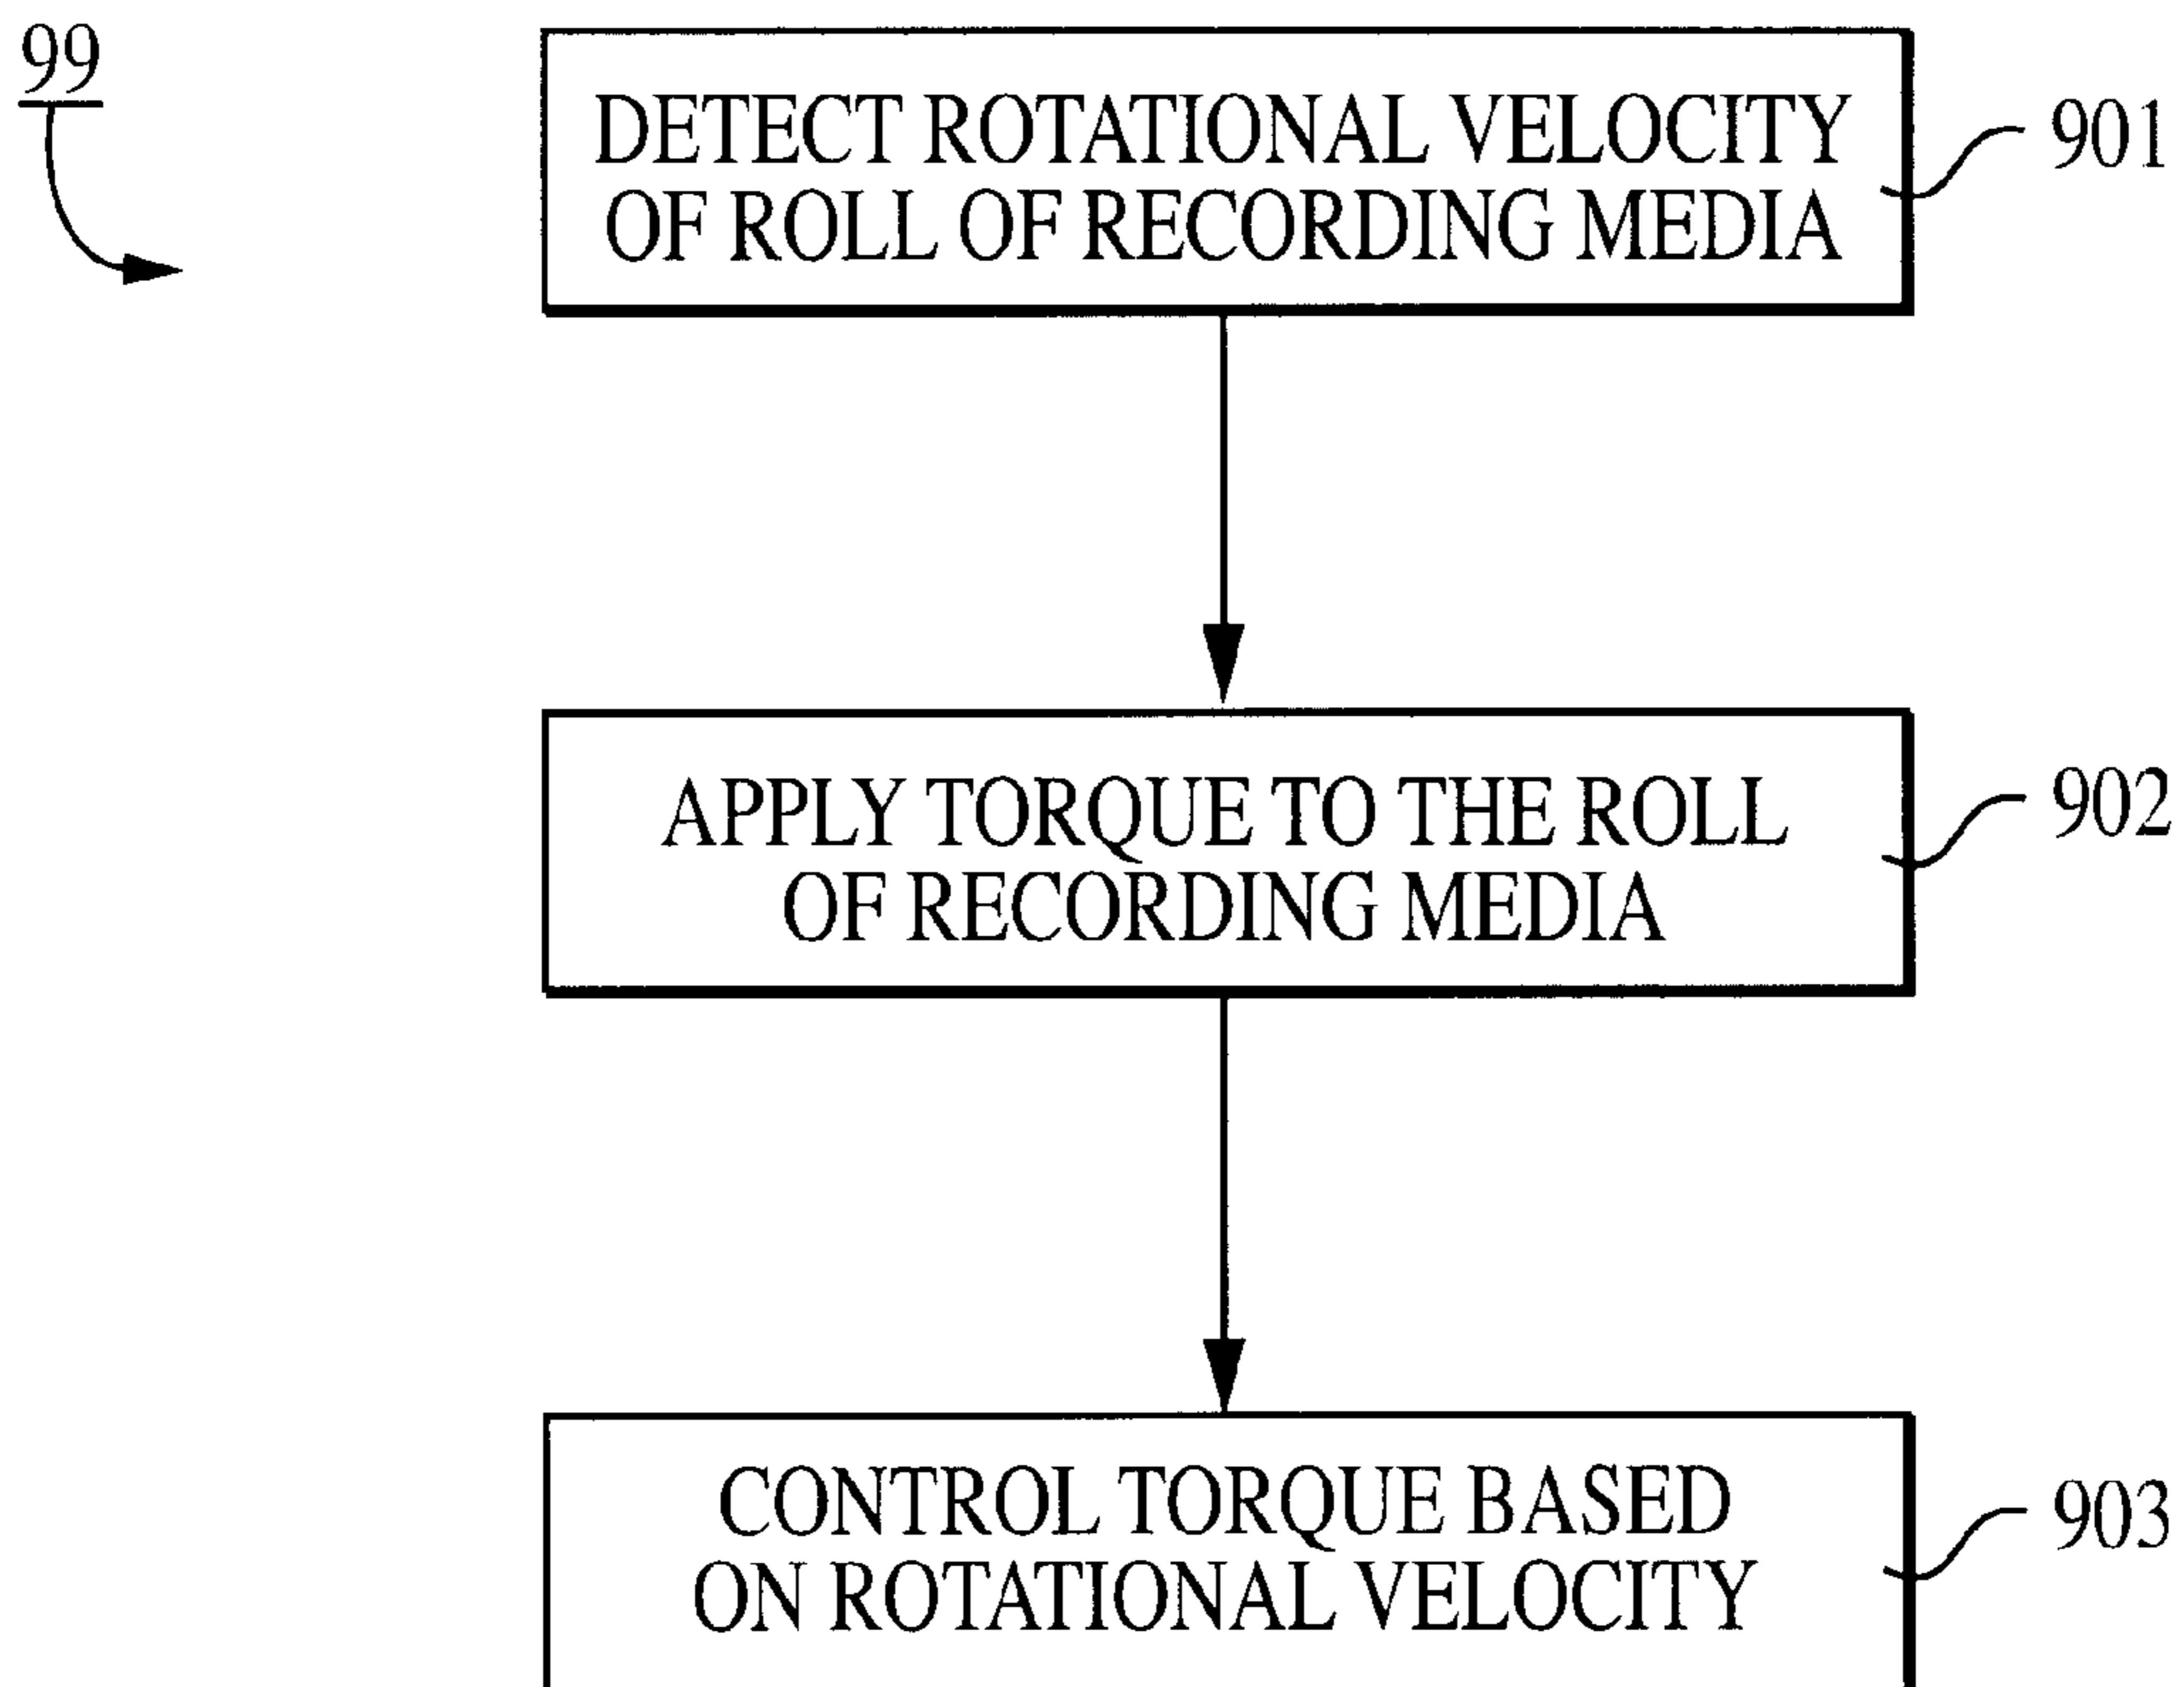 99
DETECT ROTATIONAL VELOCITY
OF ROLL OF RECORDING MEDIA
901
APPLY TORQUE TO THE ROLL
OF RECORDING MEDIA
902
CONTROL TORQUE BASED
ON ROTATIONAL VELOCITY
903